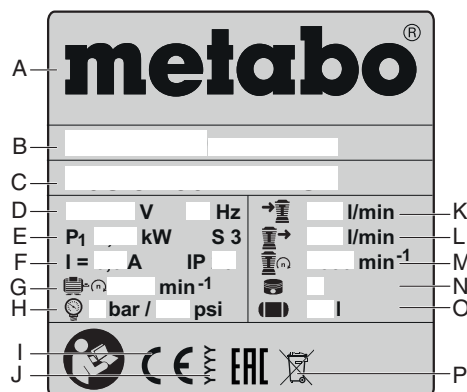 A metabo ®
B
C
D V Hz
E P1 kW S 3
F I = A IP
G n min-1
H bar / psi
I CE
J EAC
l/min K
l/min L
n min-1 M
N
l O
P